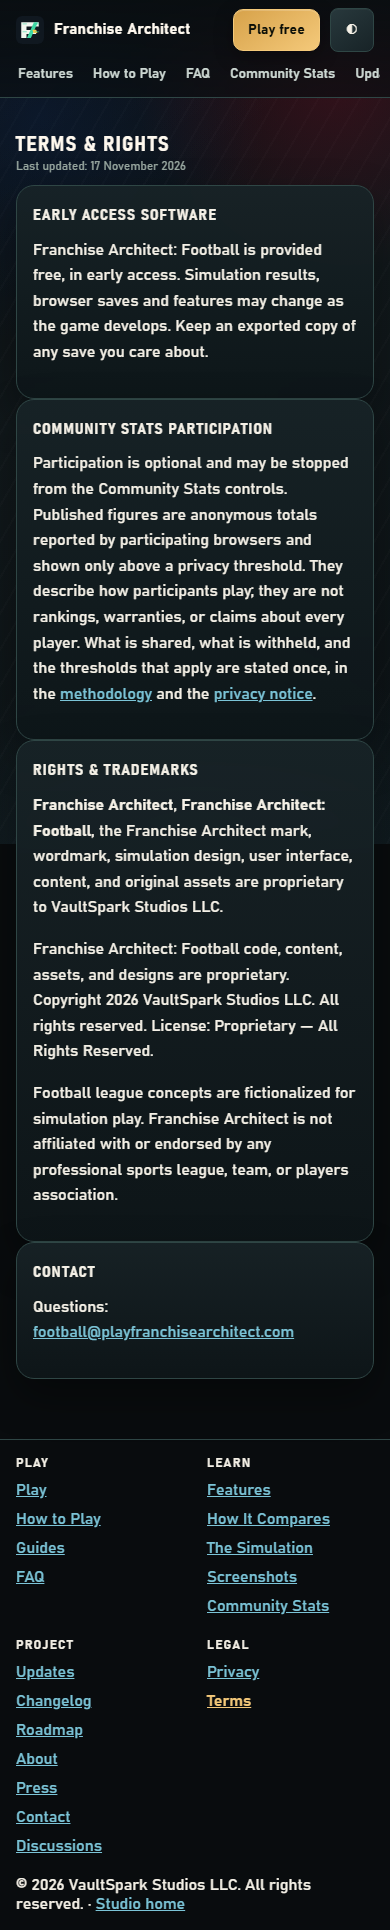 Franchise Architect
Play free
Features How to Play FAQ Community Stats Upd
TERMS & RIGHTS
Last updated: 17 November 2026
EARLY ACCESS SOFTWARE
Franchise Architect: Football is provided
free, in early access. Simulation results,
browser saves and features may change as
the game develops. Keep an exported copy of
any save you care about.
COMMUNITY STATS PARTICIPATION
Participation is optional and may be stopped
from the Community Stats controls.
Published figures are anonymous totals
reported by participating browsers and
shown only above a privacy threshold. They
describe how participants play; they are not
rankings, warranties, or claims about every
player. What is shared, what is withheld, and
the thresholds that apply are stated once, in
the methodology and the privacy notice.
RIGHTS & TRADEMARKS
Franchise Architect, Franchise Architect:
Football, the Franchise Architect mark,
wordmark, simulation design, user interface,
content, and original assets are proprietary
to VaultSpark Studios LLC.
Franchise Architect: Football code, content,
assets, and designs are proprietary.
Copyright 2026 VaultSpark Studios LLC. All
rights reserved. License: Proprietary — All
Rights Reserved.
Football league concepts are fictionalized for
simulation play. Franchise Architect is not
affiliated with or endorsed by any
professional sports league, team, or players
association.
CONTACT
Questions:
football@playfranchisearchitect.com
PLAY
Play
How to Play
Guides
FAQ
LEARN
Features
How It Compares
The Simulation
Screenshots
Community Stats
PROJECT
Updates
Changelog
Roadmap
About
Press
Contact
Discussions
LEGAL
Privacy
Terms
© 2026 VaultSpark Studios LLC. All rights
reserved. · Studio home